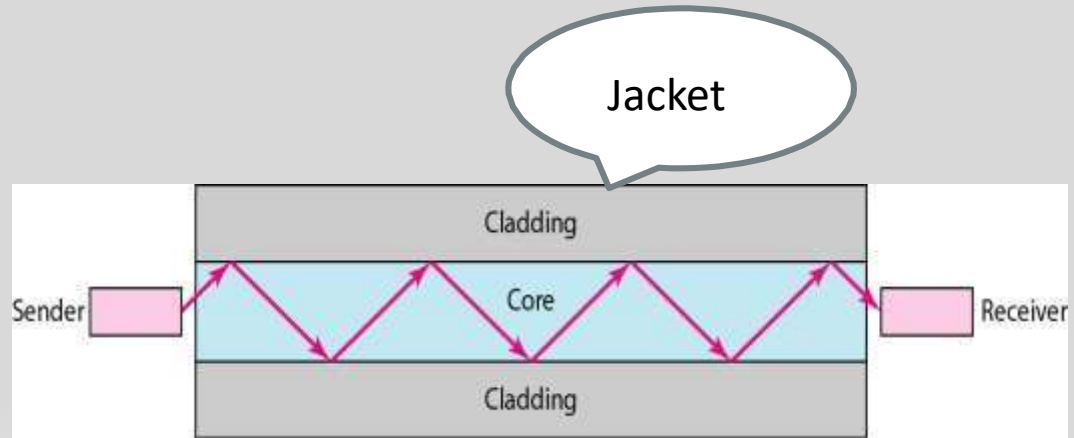 Jacket
Cladding
Sender
Core
Receiver
Cladding